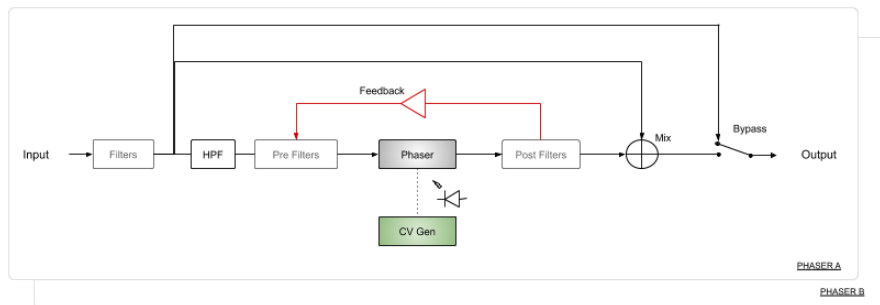 Feedback
Mix
Bypass
Input
Filters
HPF
Pre Filters
Phaser
Post Filters
Output
CV Gen
PHASER A
PHASER B